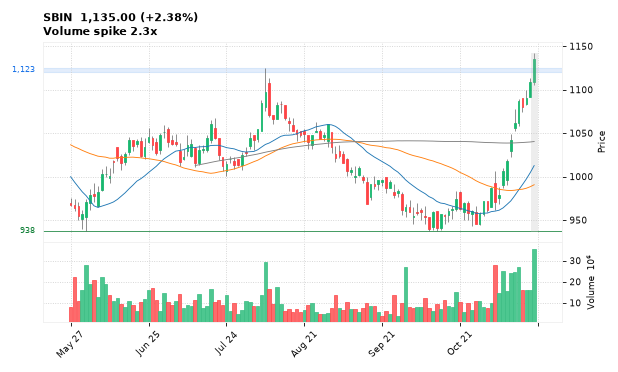 SBIN 1,135.00 (+2.38%)
Volume spike 2.3x
1150
1,123
1100
1050
Price
1000
950
938
30
20
10
Volume 10⁶
May 27
Jun 25
Jul 24
Aug 21
Sep 21
Oct 21